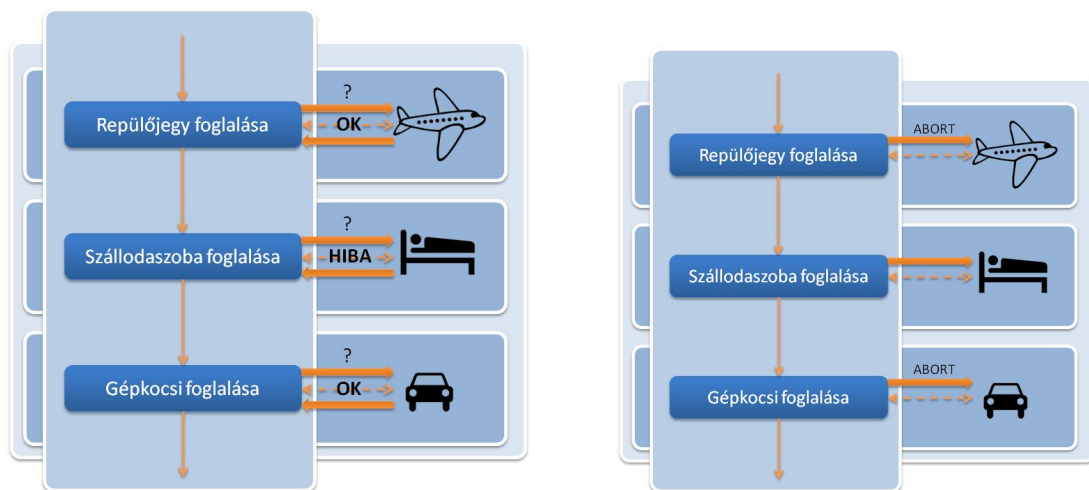 ?
Repülőjegy foglalása
OK
?
Szállodaszoba foglalása
HIBA
?
Gépkocsi foglalása
OK
ABORT
Repülőjegy foglalása
Szállodaszoba foglalása
ABORT
Gépkocsi foglalása